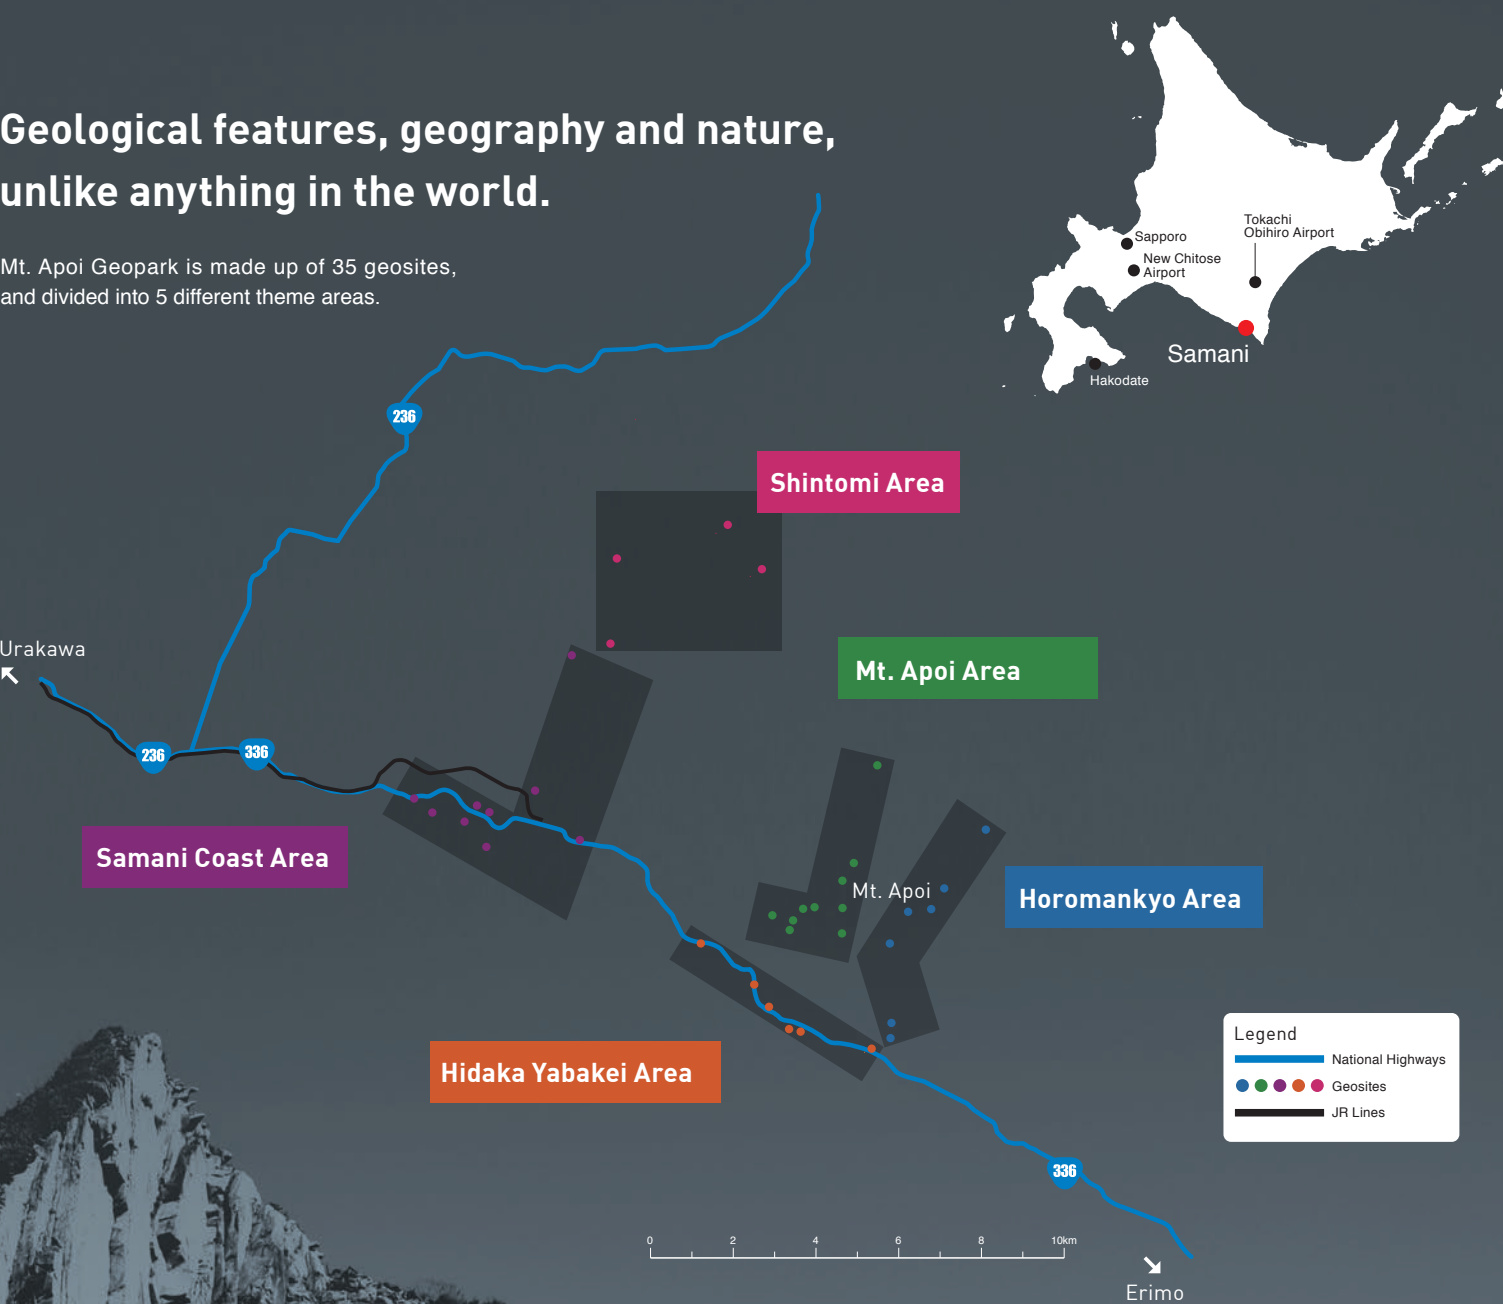 Geological features, geography and nature,
unlike anything in the world.
Mt. Apoi Geopark is made up of 35 geosites,
and divided into 5 different theme areas.
Sapporo
New Chitose
Airport
Tokachi
Obihiro Airport
Samani
Hakodate
236
Shintomi Area
Urakawa
Mt. Apoi Area
236
336
Samani Coast Area
Mt. Apoi
Horomankyo Area
Hidaka Yabakei Area
Legend
National Highways
Geosites
JR Lines
336
0 2 4 6 8 10km
Erimo